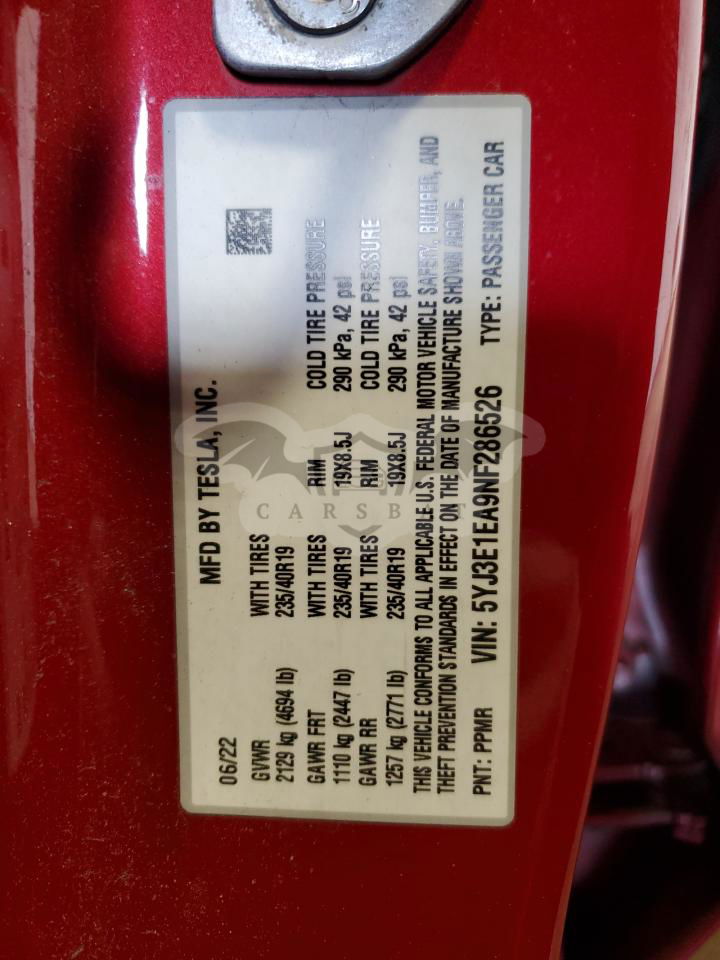 MFD BY TESLA, INC.
06/22
GVWR WITH TIRES
2129 kg (4694 lb) 235/40R19
GAWR FRT WITH TIRES RIM COLD TIRE PRESSURE
1110 kg (2447 lb) 235/40R19 19X8.5J 290 kPa, 42 psi
GAWR RR WITH TIRES RIM COLD TIRE PRESSURE
1257 kg (2771 lb) 235/40R19 19X8.5J 290 kPa, 42 psi
THIS VEHICLE CONFORMS TO ALL APPLICABLE U.S. FEDERAL MOTOR VEHICLE SAFETY, BUMPER, AND
THEFT PREVENTION STANDARDS IN EFFECT ON THE DATE OF MANUFACTURE SHOWN ABOVE.
PNT: PPMR VIN: 5YJ3E1EA9NF286526 TYPE: PASSENGER CAR